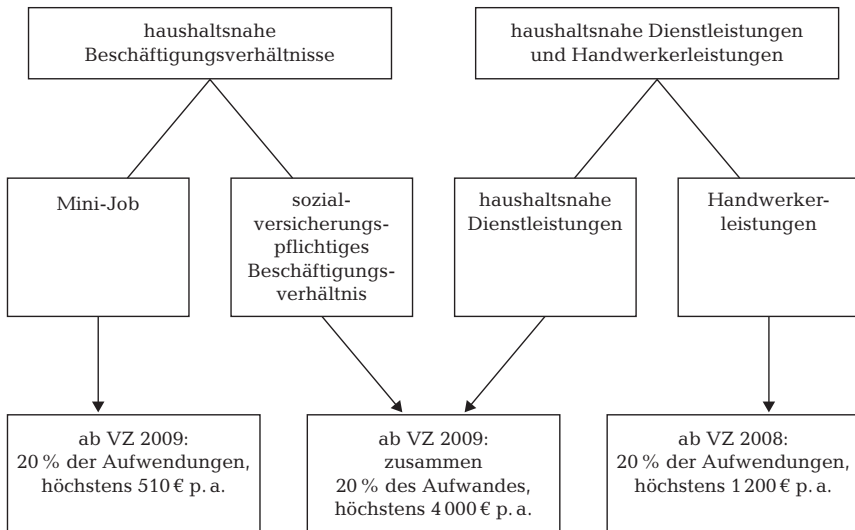 haushaltsnahe
Beschäftigungsverhältnisse
haushaltsnahe Dienstleistungen
und Handwerkerleistungen
Mini-Job
sozial-
versicherungs-
pflichtiges
Beschäftigungs-
verhältnis
haushaltsnahe
Dienstleistungen
Handwerker-
leistungen
ab VZ 2009:
20 % der Aufwendungen,
höchstens 510 € p. a.
ab VZ 2009:
zusammen
20 % des Aufwandes,
höchstens 4 000 € p. a.
ab VZ 2008:
20 % der Aufwendungen,
höchstens 1 200 € p. a.